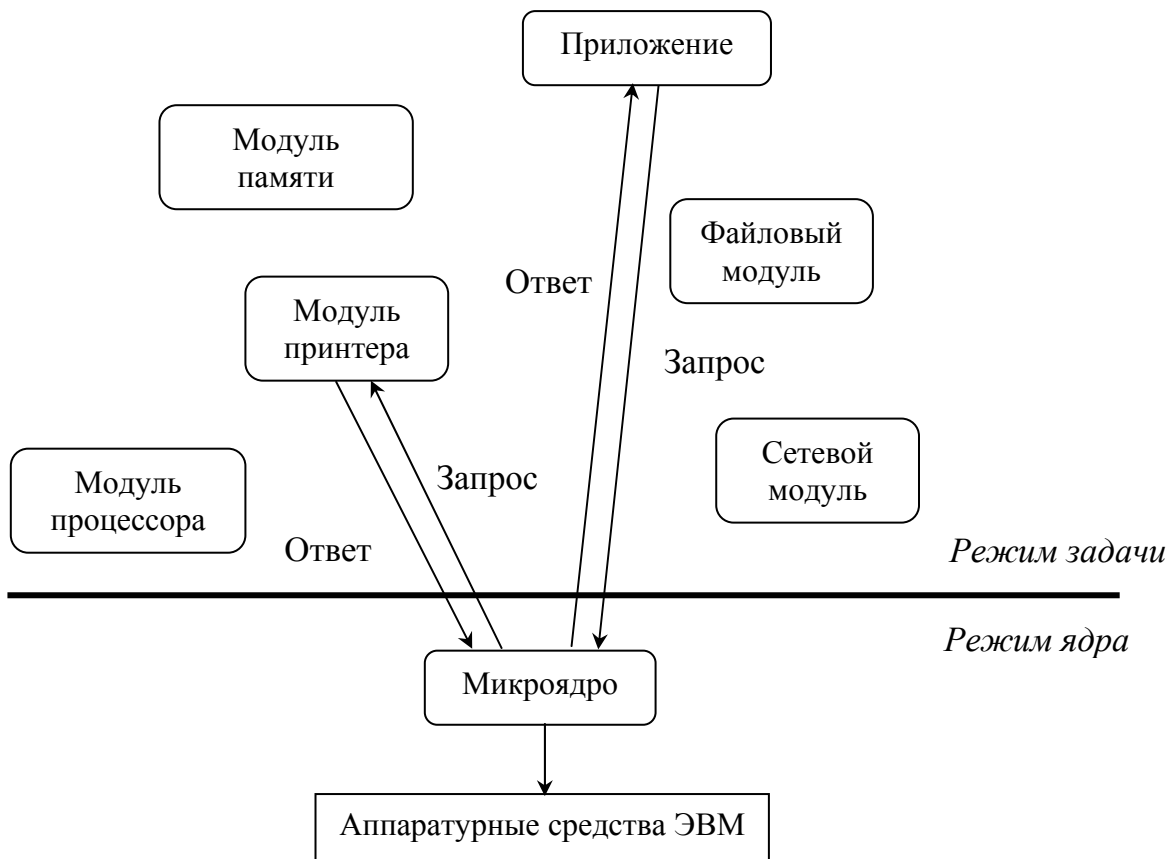 Приложение
Модуль
памяти
Файловый
модуль
Ответ
Модуль
принтера
Запрос
Сетевой
модуль
Модуль
процессора
Запрос
Ответ
Режим задачи
Режим ядра
Микроядро
Аппаратурные средства ЭВМ